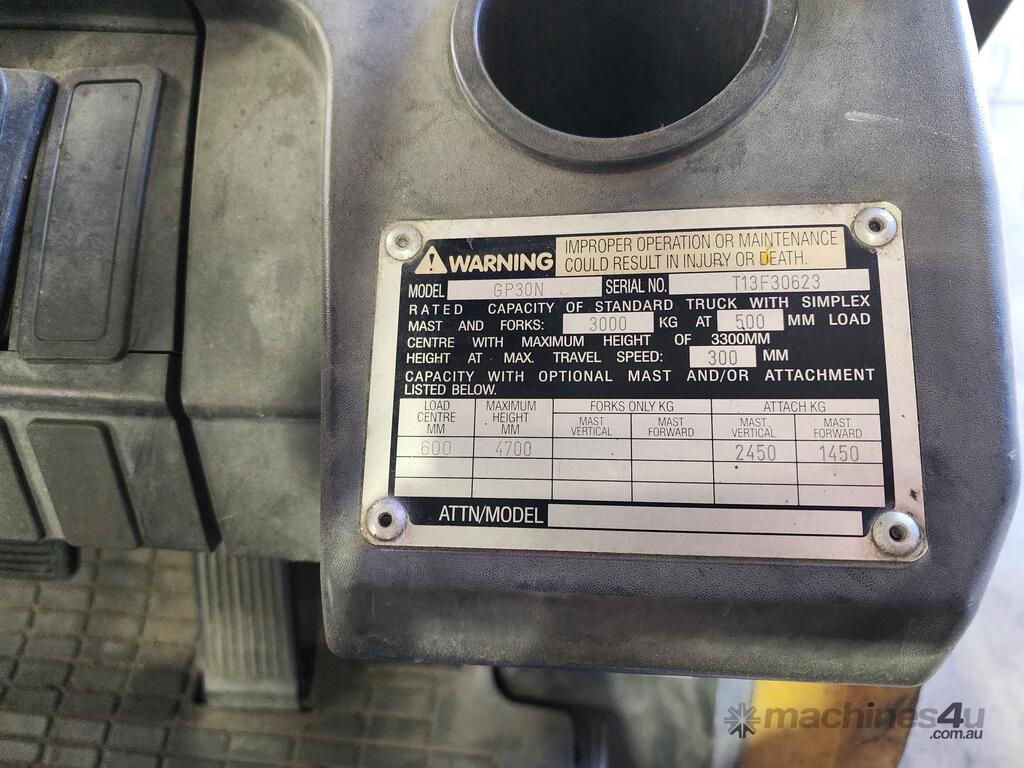 WARNING IMPROPER OPERATION OR MAINTENANCE
COULD RESULT IN INJURY OR DEATH.
MODEL GP30N SERIAL NO. T13F30623
RATED CAPACITY OF STANDARD TRUCK WITH SIMPLEX
MAST AND FORKS: 3000 KG AT 500 MM LOAD
CENTRE WITH MAXIMUM HEIGHT OF 3300MM
HEIGHT AT MAX. TRAVEL SPEED: 300 MM
CAPACITY WITH OPTIONAL MAST AND/OR ATTACHMENT
LISTED BELOW.
LOAD CENTRE MM MAXIMUM HEIGHT MM FORKS ONLY KG ATTACH KG
MAST VERTICAL MAST FORWARD MAST VERTICAL MAST FORWARD
600 4700 2450 1450
ATTN/MODEL
machines4u
.com.au